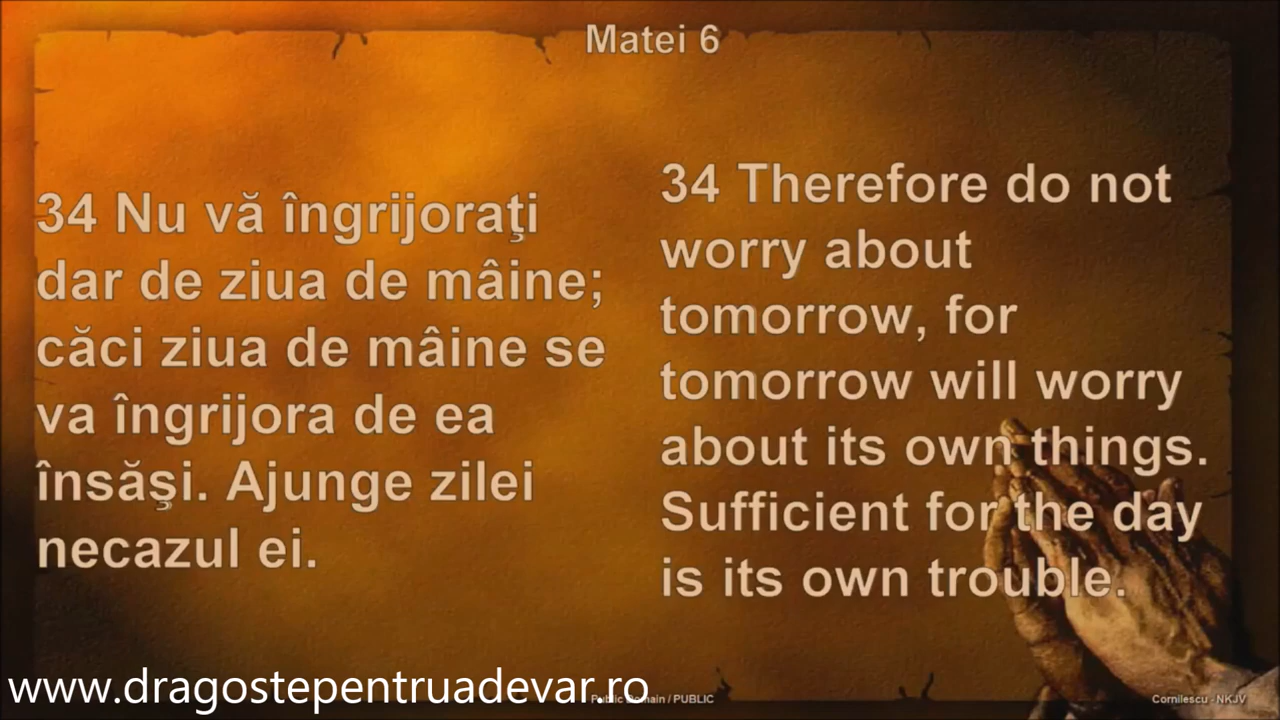 Matei 6
34 Nu vă îngrijoraţi
dar de ziua de mâine;
căci ziua de mâine se
va îngrijora de ea
însăşi. Ajunge zilei
necazul ei.
34 Therefore do not
worry about
tomorrow, for
tomorrow will worry
about its own things.
Sufficient for the day
is its own trouble.
www.dragostepentruadevar.ro
Public Domain / PUBLIC
Cornilescu - NKJV